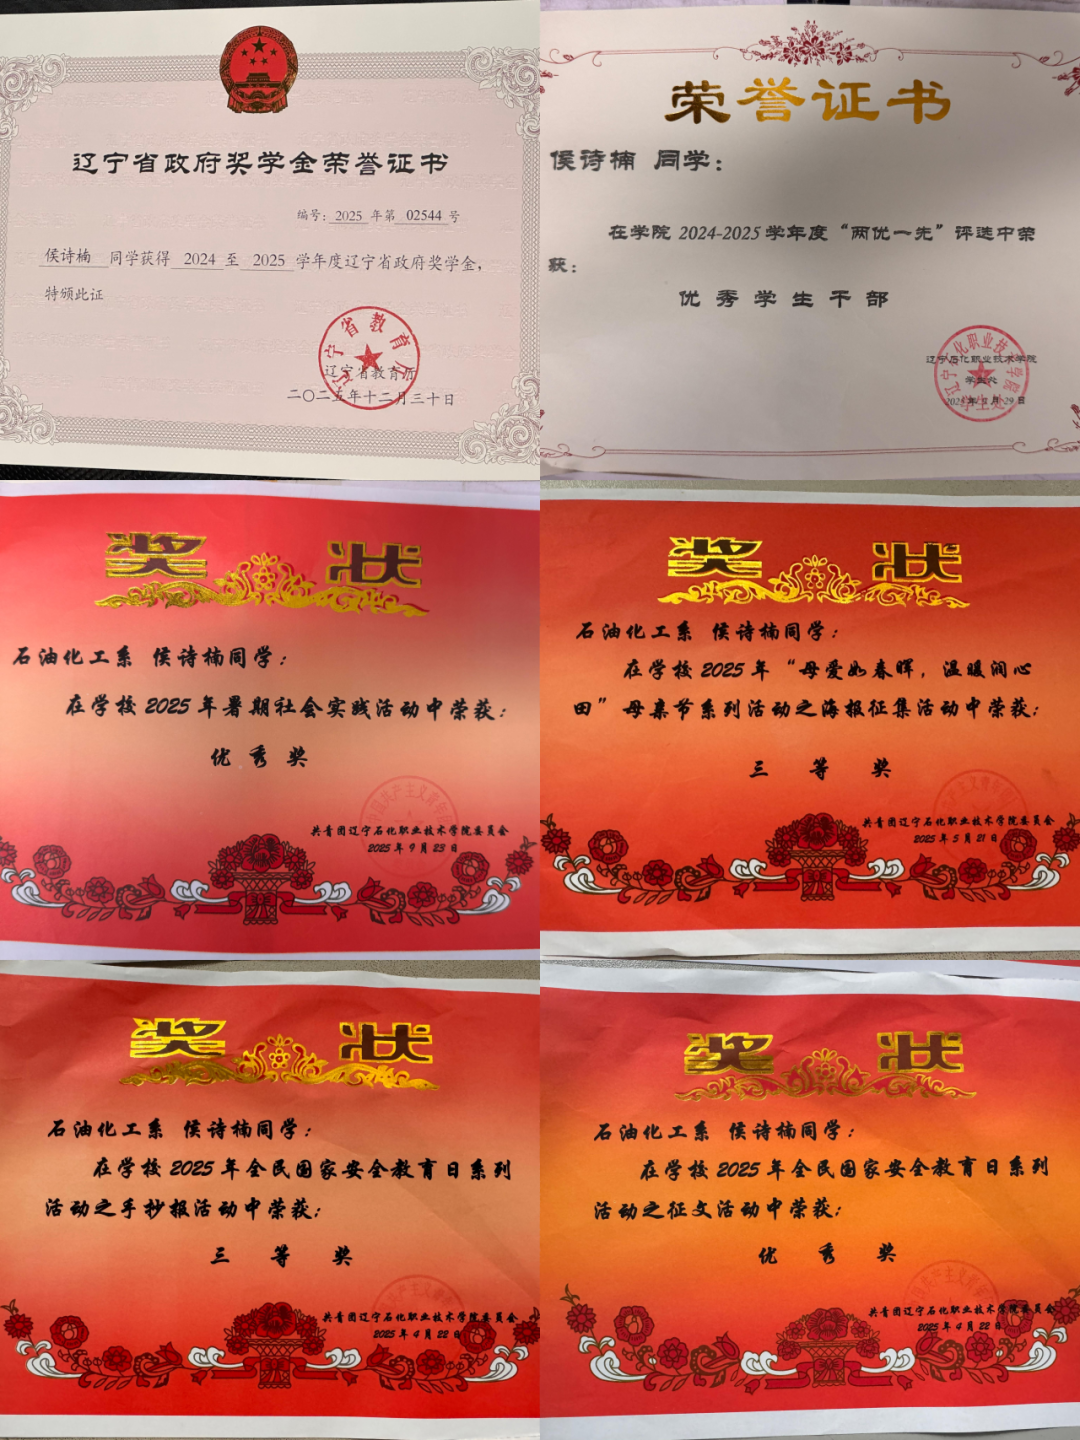 辽宁省政府奖学金荣誉证书
编号：2025 年第 02544 号
侯诗楠 同学获得 2024 至 2025 学年度辽宁省政府奖学金，
特颁此证
辽宁省教育厅
辽宁省教育厅
二〇二五年十二月三十日
荣誉证书
侯诗楠 同学：
在学院 2024-2025 学年度“两优一先”评选中荣
获：
优秀学生干部
辽宁石化职业技术学院
奖状
石油化工系 侯诗楠同学：
在学校 2025 年暑期社会实践活动中荣获：
优秀奖
共青团辽宁石化职业技术学院委员会
2025 年 9 月 23 日
奖状
石油化工系 侯诗楠同学：
在学校 2025 年“母爱如春晖，温暖润心
田”母亲节系列活动之海报征集活动中荣获：
三等奖
共青团辽宁石化职业技术学院委员会
2025 年 5 月 21 日
奖状
石油化工系 侯诗楠同学：
在学校 2025 年全民国家安全教育日系列
活动之手抄报活动中荣获：
三等奖
共青团辽宁石化职业技术学院委员会
2025 年 4 月 22 日
奖状
石油化工系 侯诗楠同学：
在学校 2025 年全民国家安全教育日系列
活动之征文活动中荣获：
优秀奖
共青团辽宁石化职业技术学院委员会
2025 年 4 月 22 日